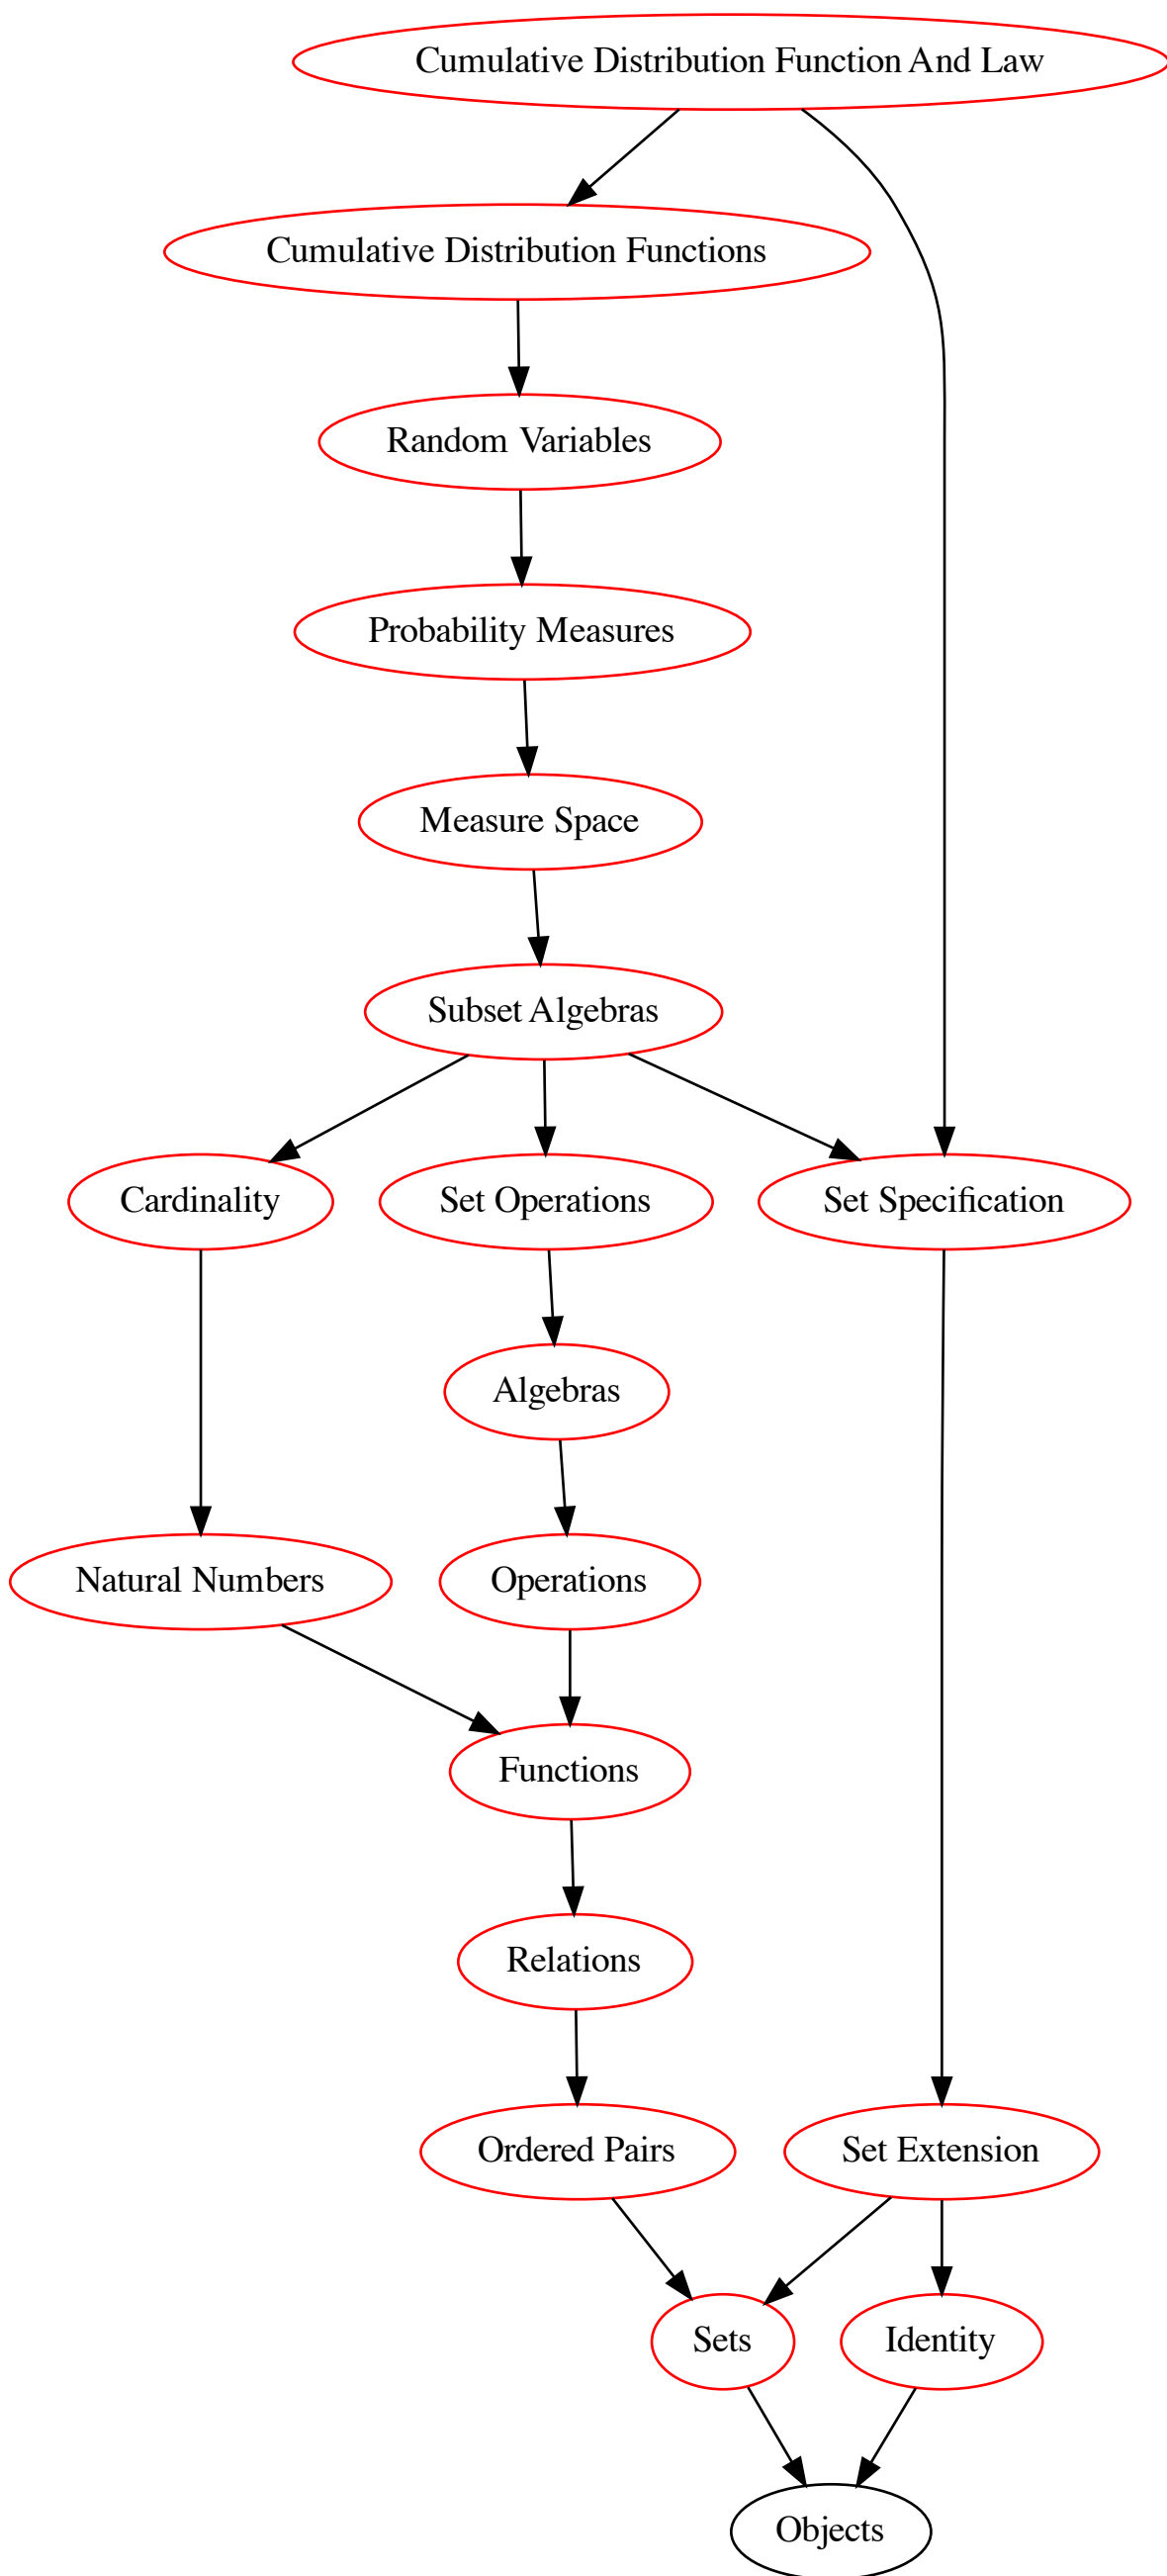 Cumulative Distribution Function And Law
Cumulative Distribution Functions
Random Variables
Probability Measures
Measure Space
Subset Algebras
Cardinality
Set Operations
Set Specification
Algebras
Natural Numbers
Operations
Functions
Relations
Ordered Pairs
Set Extension
Sets
Identity
Objects